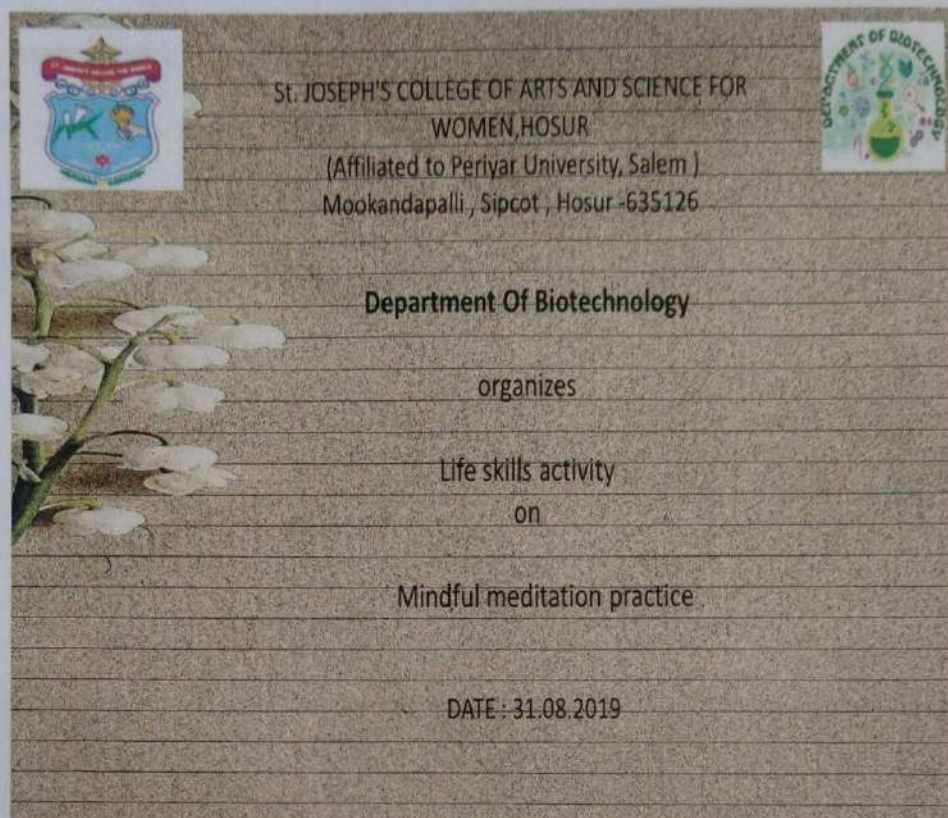 St. JOSEPH'S COLLEGE OF ARTS AND SCIENCE FOR
WOMEN,HOSUR
(Affiliated to Periyar University, Salem )
Mookandapalli , Sipcot , Hosur -635126
DEPARTMENT OF BIOTECHNOLOGY
Department Of Biotechnology
organizes
Life skills activity
on
Mindful meditation practice
DATE : 31.08.2019